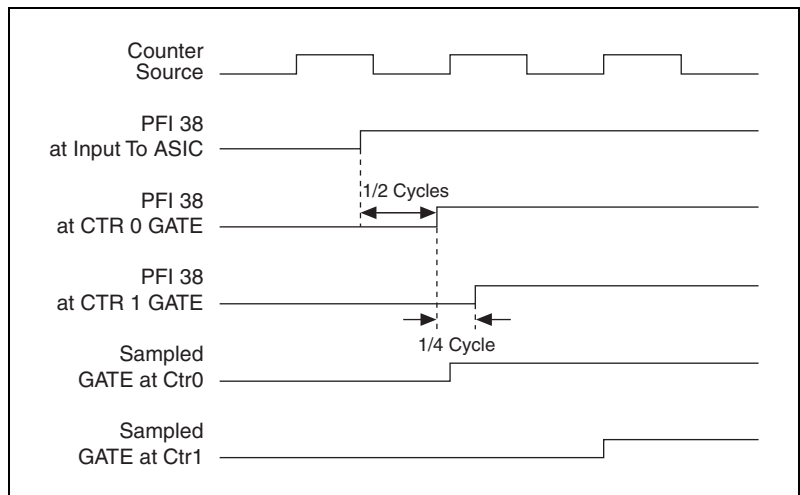 Counter
Source
PFI 38
at Input To ASIC
1/2 Cycles
PFI 38
at CTR 0 GATE
PFI 38
at CTR 1 GATE
1/4 Cycle
Sampled
GATE at Ctr0
Sampled
GATE at Ctr1